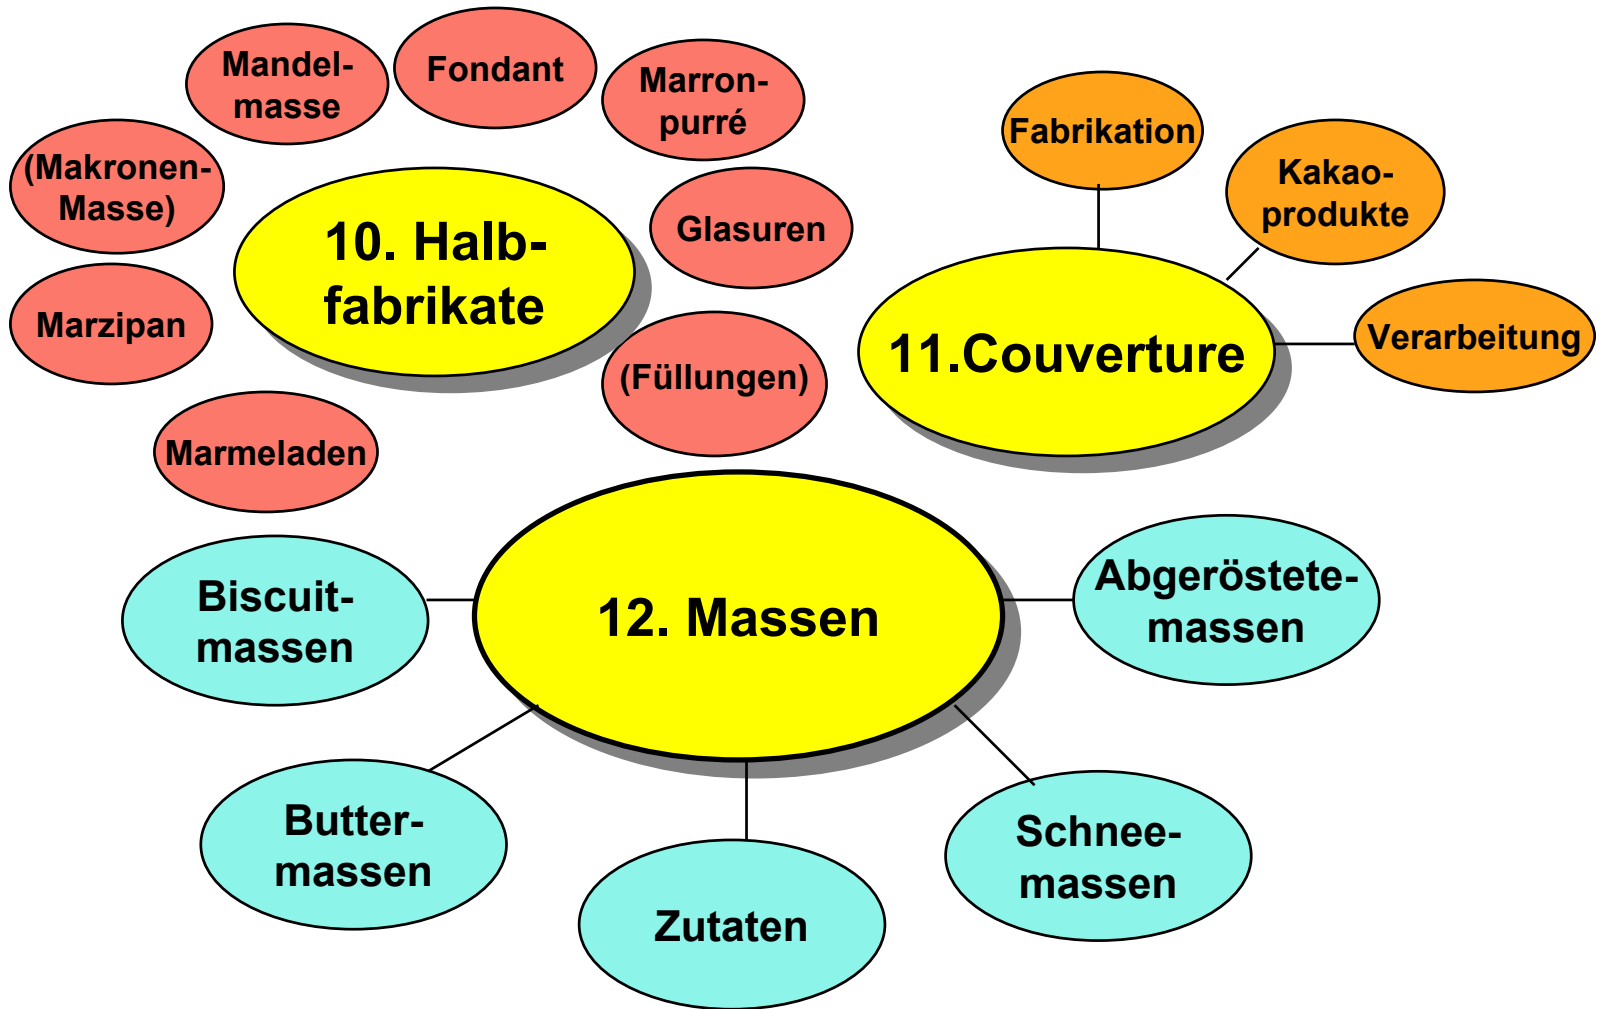 Mandel-
masse
Fondant
Marron-
purré
(Makronen-
Masse)
10. Halb-
fabrikate
Glasuren
Marzipan
(Füllungen)
Marmeladen
Fabrikation
Kakao-
produkte
11.Couverture
Verarbeitung
Biscuit-
massen
12. Massen
Abgeröstete-
massen
Butter-
massen
Zutaten
Schnee-
massen